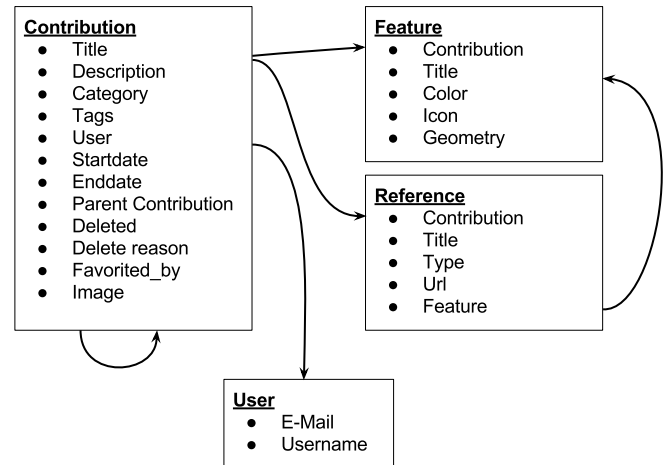 Contribution
● Title
● Description
● Category
● Tags
● User
● Startdate
● Enddate
● Parent Contribution
● Deleted
● Delete reason
● Favorited_by
● Image
Feature
● Contribution
● Title
● Color
● Icon
● Geometry
Reference
● Contribution
● Title
● Type
● Url
● Feature
User
● E-Mail
● Username